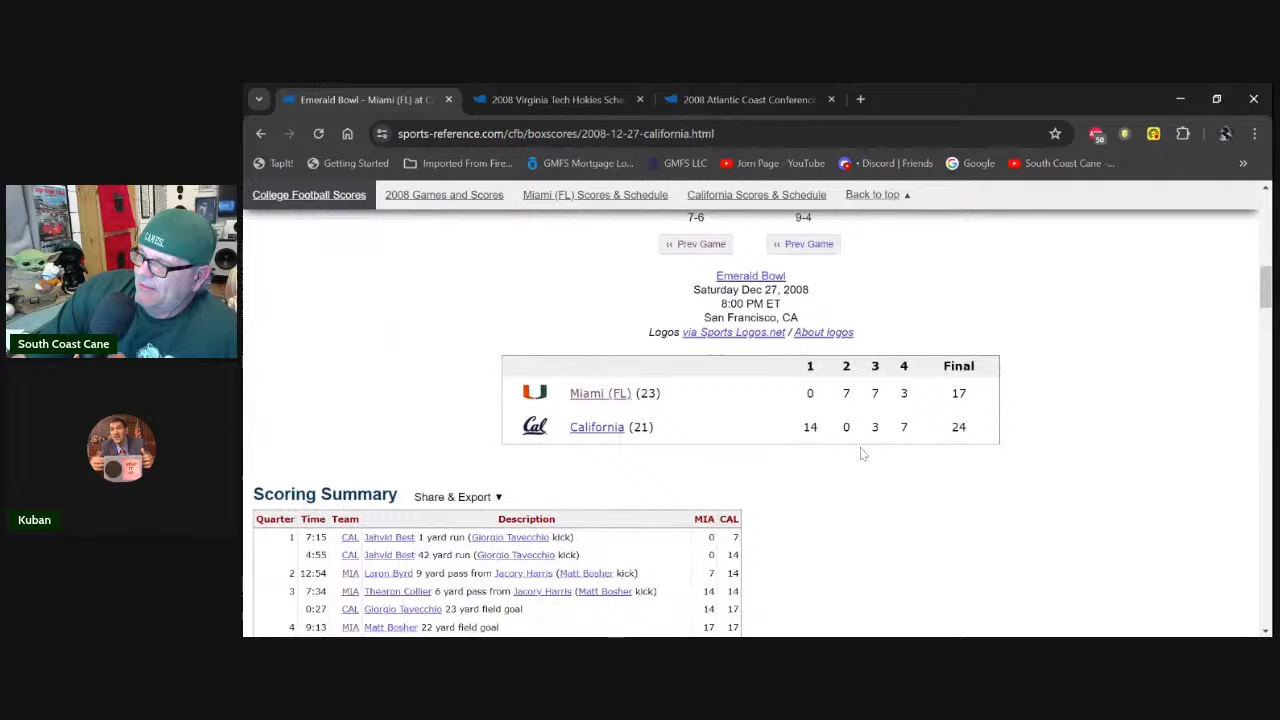 Emerald Bowl - Miami (FL) at C
2008 Virginia Tech Hokies Sche
2008 Atlantic Coast Conference
sports-reference.com/cfb/boxscores/2008-12-27-california.html
50
TapIt!
Getting Started
Imported From Fire...
GMFS Mortgage Lo...
GMFS LLC
Jorn Page - YouTube
• Discord | Friends
Google
South Coast Cane -...
»
College Football Scores
2008 Games and Scores
Miami (FL) Scores & Schedule
California Scores & Schedule
Back to top ▲
7-6 9-4
‹‹ Prev Game ‹‹ Prev Game
Emerald Bowl
Saturday Dec 27, 2008
8:00 PM ET
San Francisco, CA
Logos via Sports Logos.net / About logos
1 2 3 4 Final
Miami (FL) (23) 0 7 7 3 17
Cal California (21) 14 0 3 7 24
Scoring Summary Share & Export ▼
Quarter Time Team Description MIA CAL
1 7:15 CAL Jahvid Best 1 yard run (Giorgio Tavecchio kick) 0 7
4:55 CAL Jahvid Best 42 yard run (Giorgio Tavecchio kick) 0 14
2 12:54 MIA Laron Byrd 9 yard pass from Jacory Harris (Matt Bosher kick) 7 14
3 7:34 MIA Thearon Collier 6 yard pass from Jacory Harris (Matt Bosher kick) 14 14
0:27 CAL Giorgio Tavecchio 23 yard field goal 14 17
4 9:13 MIA Matt Bosher 22 yard field goal 17 17
CANES
South Coast Cane
Kuban